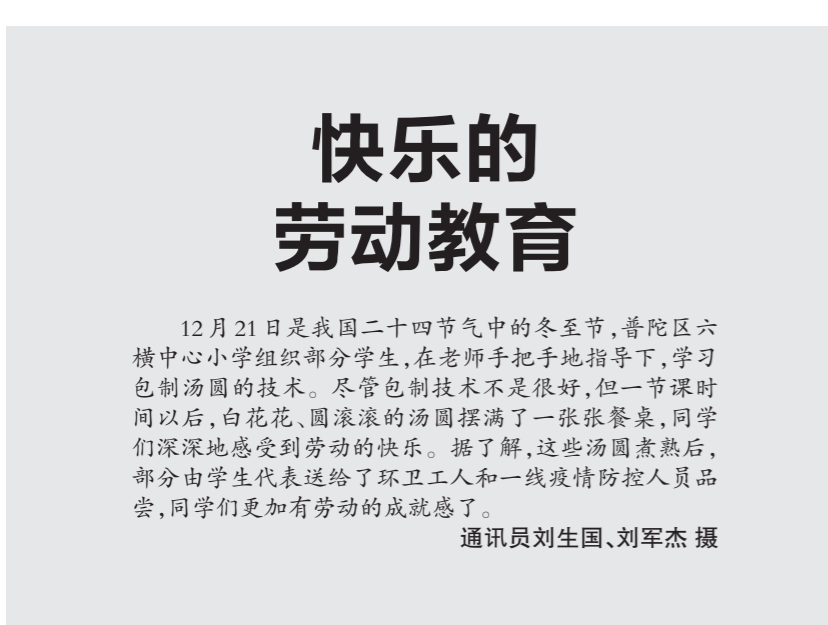 快乐的
劳动教育
12月21日是我国二十四节气中的冬至节,普陀区六
横中心小学组织部分学生,在老师手把手地指导下,学习
包制汤圆的技术。尽管包制技术不是很好,但一节课时
间以后,白花花、圆滚滚的汤圆摆满了一张张餐桌,同学
们深深地感受到劳动的快乐。据了解,这些汤圆煮熟后,
部分由学生代表送给了环卫工人和一线疫情防控人员品
尝,同学们更加有劳动的成就感了。
通讯员刘生国、刘军杰 摄